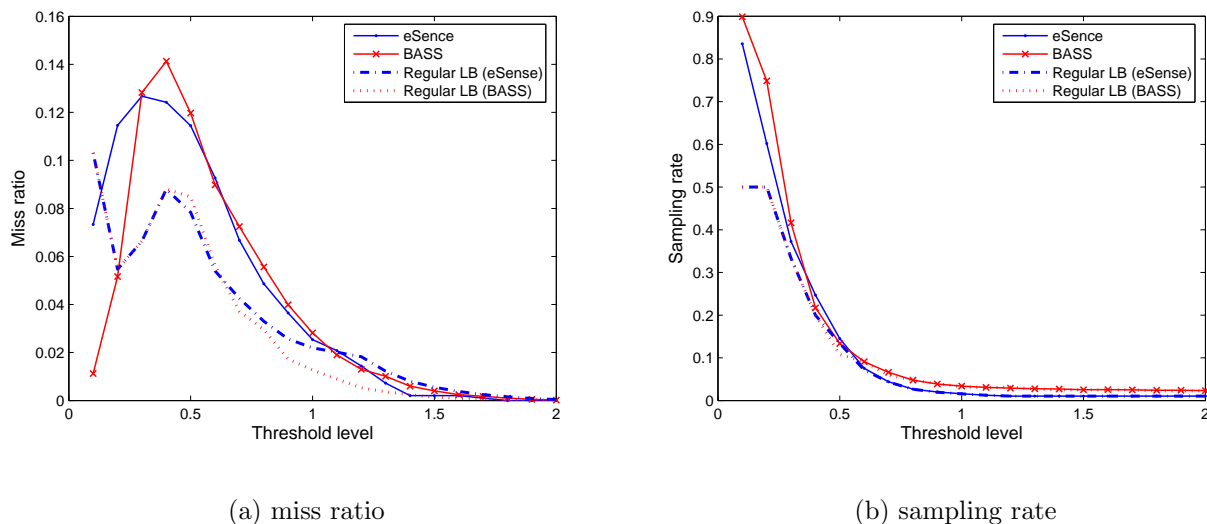 0.16
0.14
0.12
0.1
0.08
0.06
0.04
0.02
0
Miss ratio
0 0.5 1 1.5 2
Threshold level
eSence
BASS
Regular LB (eSense)
Regular LB (BASS)
(a) miss ratio
0.9
0.8
0.7
0.6
0.5
0.4
0.3
0.2
0.1
0
Sampling rate
0 0.5 1 1.5 2
Threshold level
eSence
BASS
Regular LB (eSense)
Regular LB (BASS)
(b) sampling rate